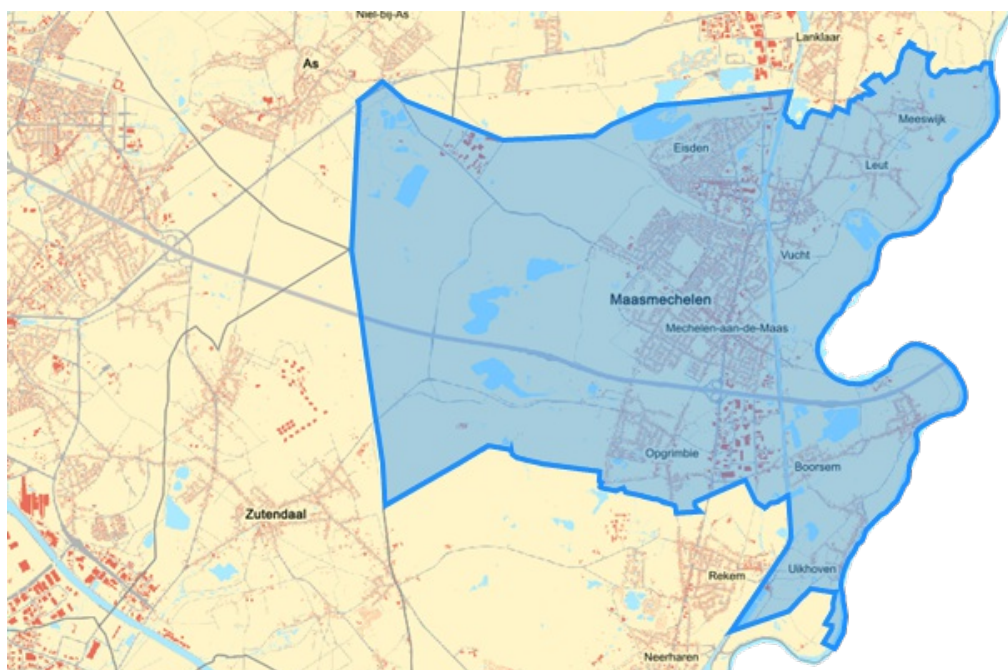 Niel-bij-As
Lanklaar
As
Meeswijk
Eisden
Leut
Vucht
Maasmechelen
Mechelen-aan-de-Maas
Opgrimbie
Boorsem
Zutendaal
Uikhoven
Rekem
Neerharen